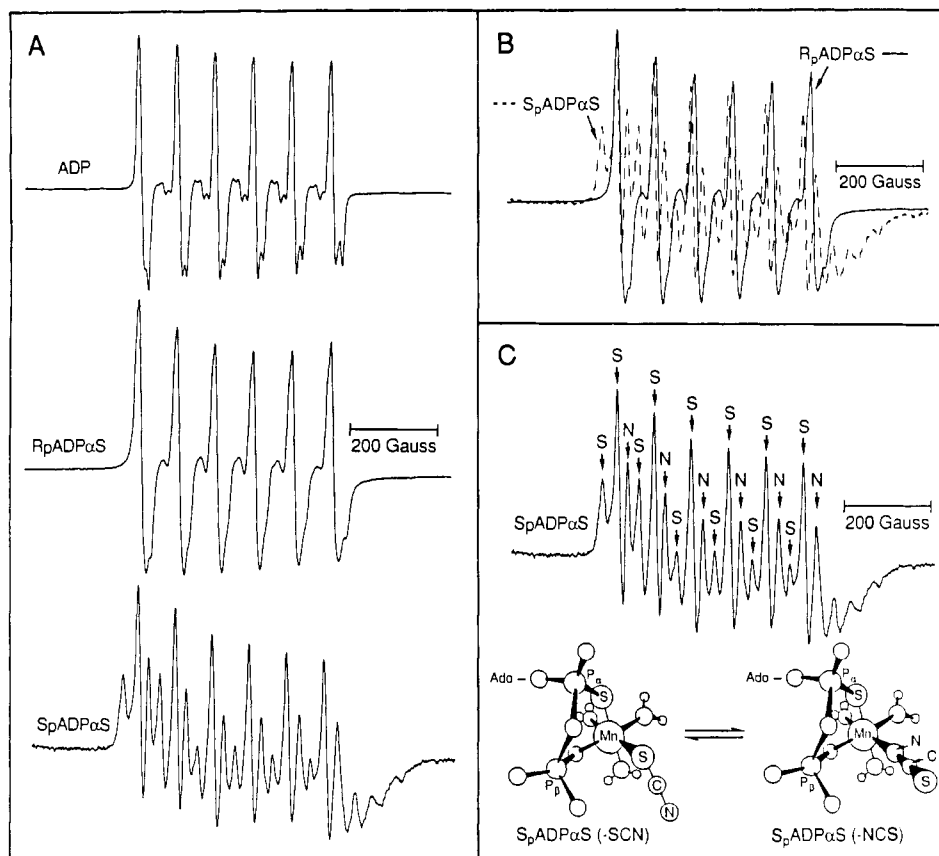 A
ADP
RpADPαS
200 Gauss
SpADPαS
B
RpADPαS —
--- SpADPαS
200 Gauss
C
S
S
S
S
S
S
S N S
N
N
N
N
N
S
S
S
S
SpADPαS
200 Gauss
Pα
Ado
S
Mn
S
C
N
Pβ
SpADPαS (-SCN)
Pα
Ado
S
Mn
N
C
S
Pβ
SpADPαS (-NCS)